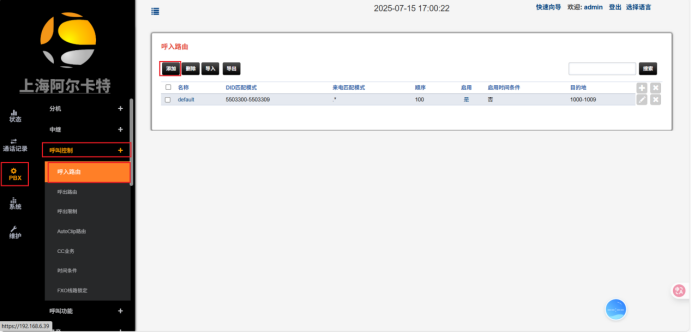 2025-07-15 17:00:22
快速向导 欢迎: admin 登出 选择语言
上海阿尔卡特
状态
通话记录
PBX
系统
维护
分机 +
中继 +
呼叫控制 +
呼入路由
呼出路由
呼出限制
AutoClip路由
CC业务
时间条件
FXO线路锁定
呼叫功能 +
https://192.168.6.39
呼入路由
添加 删除 导入 导出 搜索
名称 DID匹配模式 来电匹配模式 顺序 启用 启用时间条件 目的地
default 5503300-5503309 .* 100 是 否 1000-1009